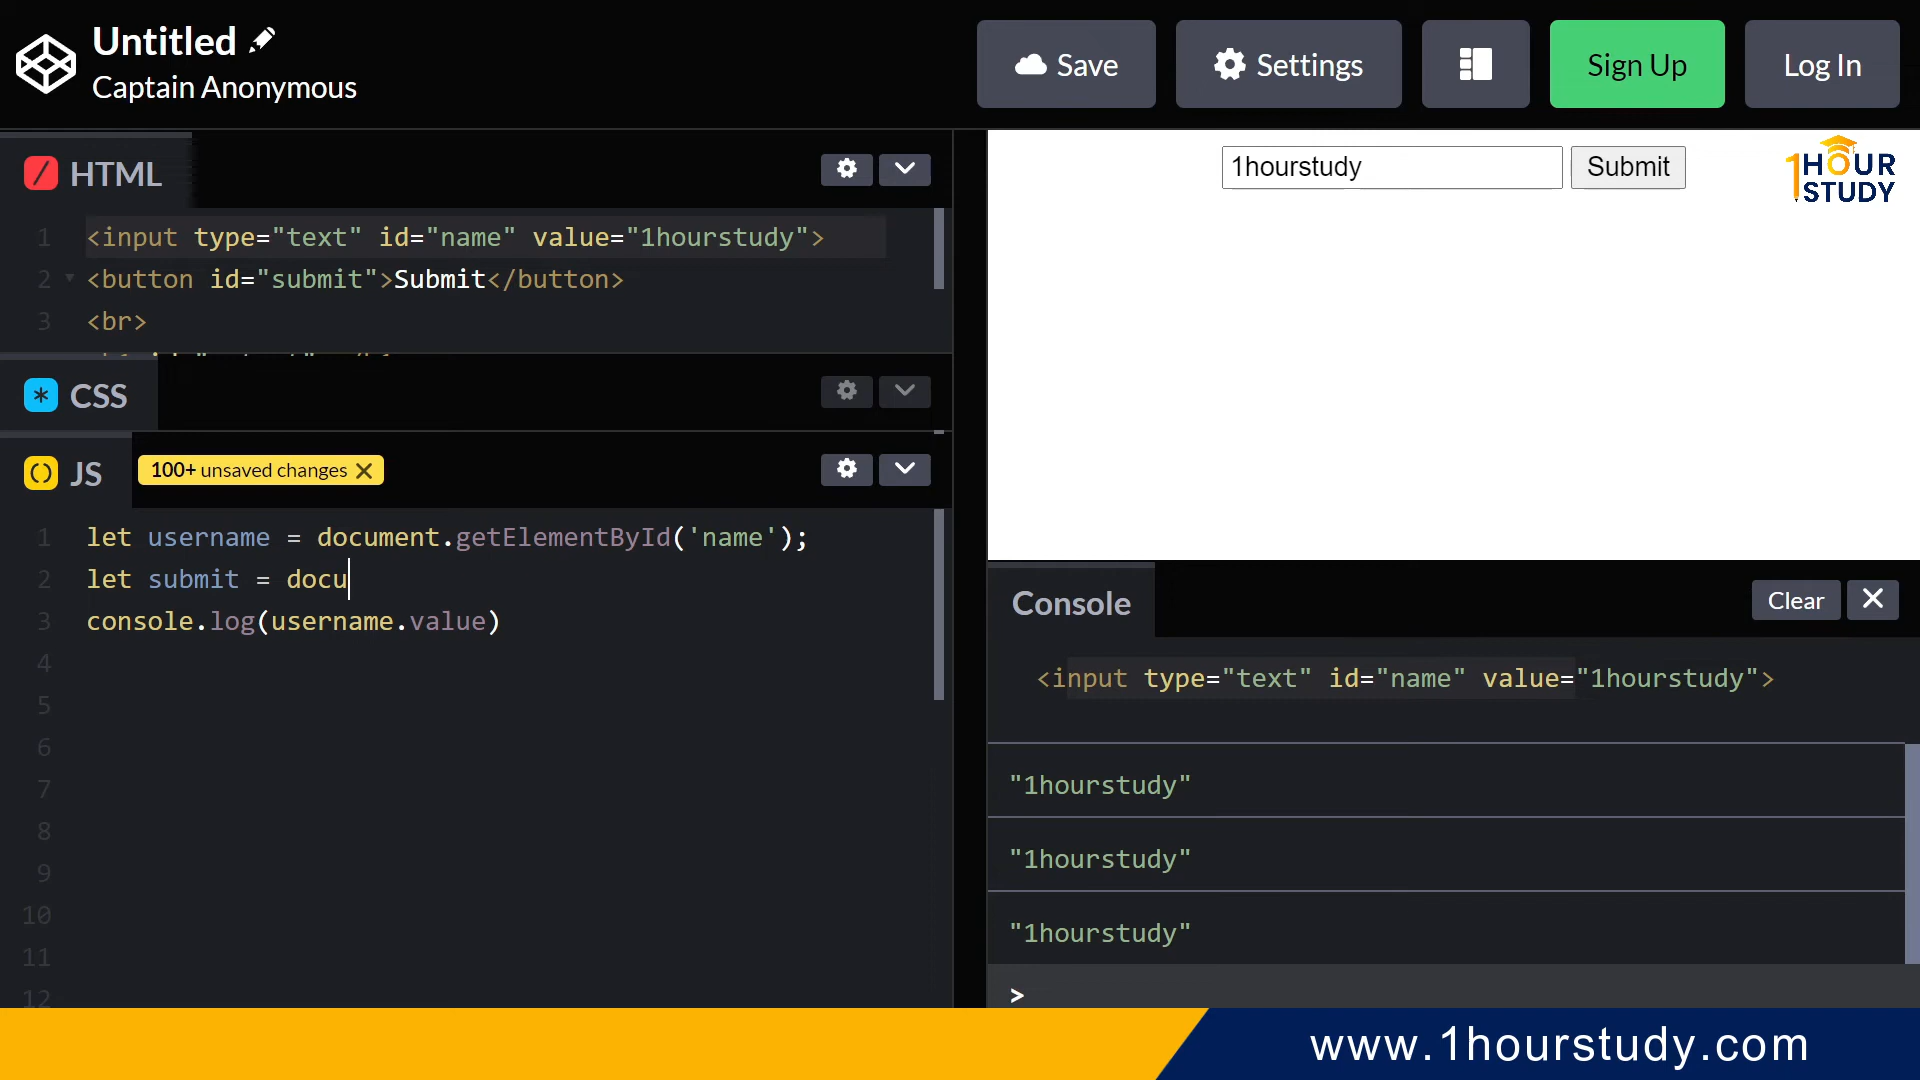 Untitled
Captain Anonymous
Save
Settings
Sign Up
Log In
HTML
1 <input type="text" id="name" value="1hourstudy">
2 <button id="submit">Submit</button>
3 <br>
CSS
JS
100+ unsaved changes
1 let username = document.getElementById('name');
2 let submit = docu
3 console.log(username.value)
4
5
6
7
8
9
10
11
12
1hourstudy
Submit
1HOUR
STUDY
Console
Clear
<input type="text" id="name" value="1hourstudy">
"1hourstudy"
"1hourstudy"
"1hourstudy"
>
www.1hourstudy.com